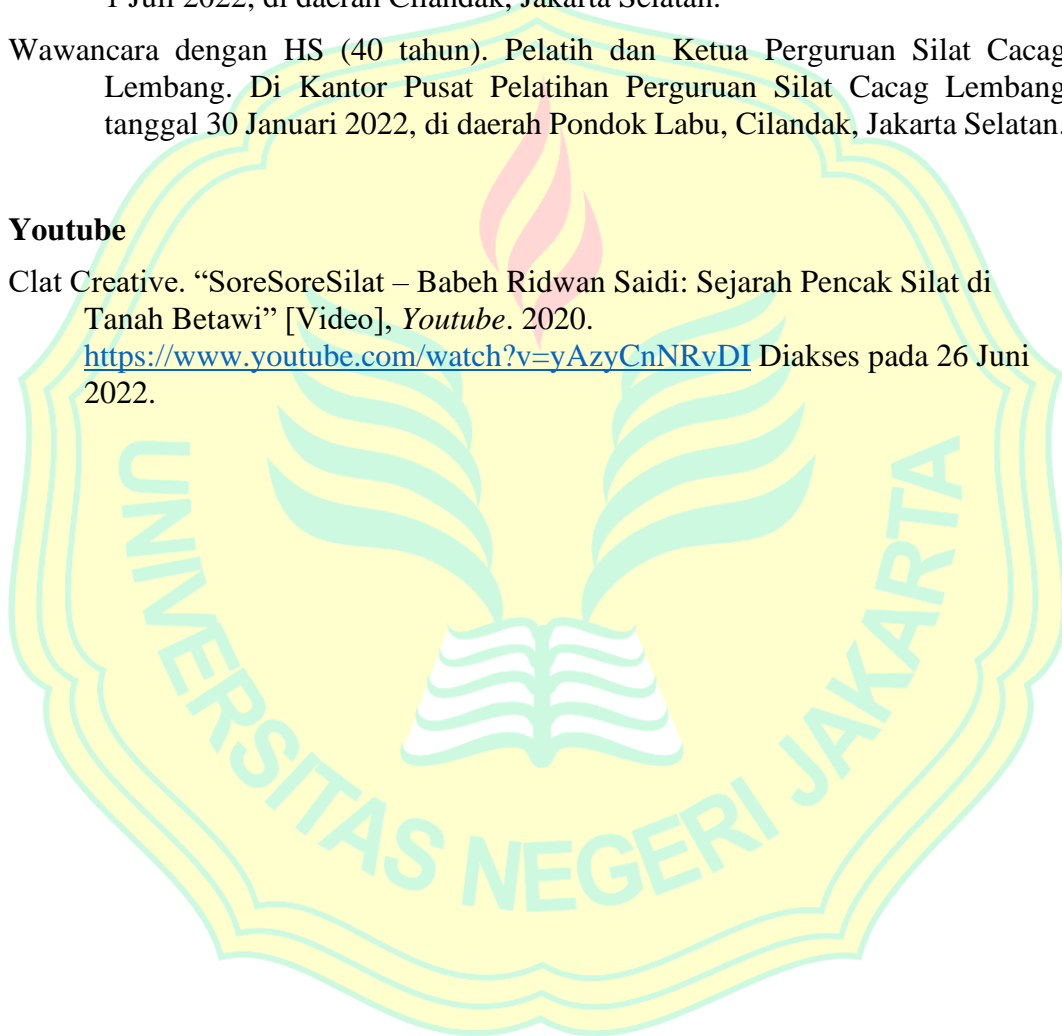 1 Juli 2022, di daerah Cilandak, Jakarta Selatan.
Wawancara dengan HS (40 tahun). Pelatih dan Ketua Perguruan Silat Cacag
Lembang. Di Kantor Pusat Pelatihan Perguruan Silat Cacag Lembang
tanggal 30 Januari 2022, di daerah Pondok Labu, Cilandak, Jakarta Selatan.
Youtube
Clat Creative. “SoreSoreSilat – Babeh Ridwan Saidi: Sejarah Pencak Silat di
Tanah Betawi” [Video], Youtube. 2020.
https://www.youtube.com/watch?v=yAzyCnNRvDI Diakses pada 26 Juni
2022.
UNIVERSITAS NEGERI JAKARTA